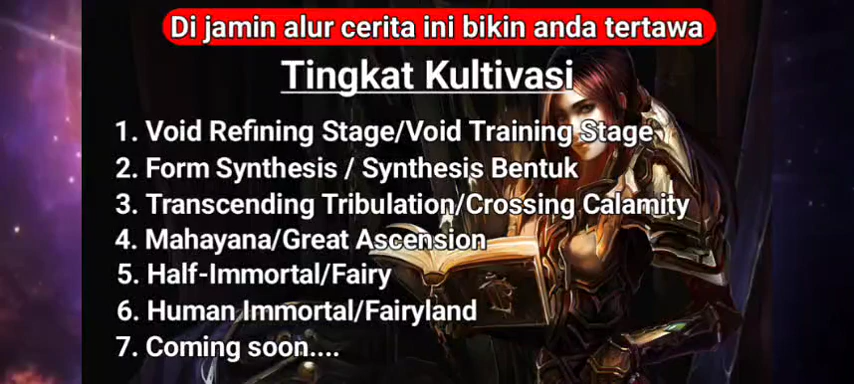 Di jamin alur cerita ini bikin anda tertawa
Tingkat Kultivasi
1. Void Refining Stage/Void Training Stage
2. Form Synthesis / Synthesis Bentuk
3. Transcending Tribulation/Crossing Calamity
4. Mahayana/Great Ascension
5. Half-Immortal/Fairy
6. Human Immortal/Fairyland
7. Coming soon....